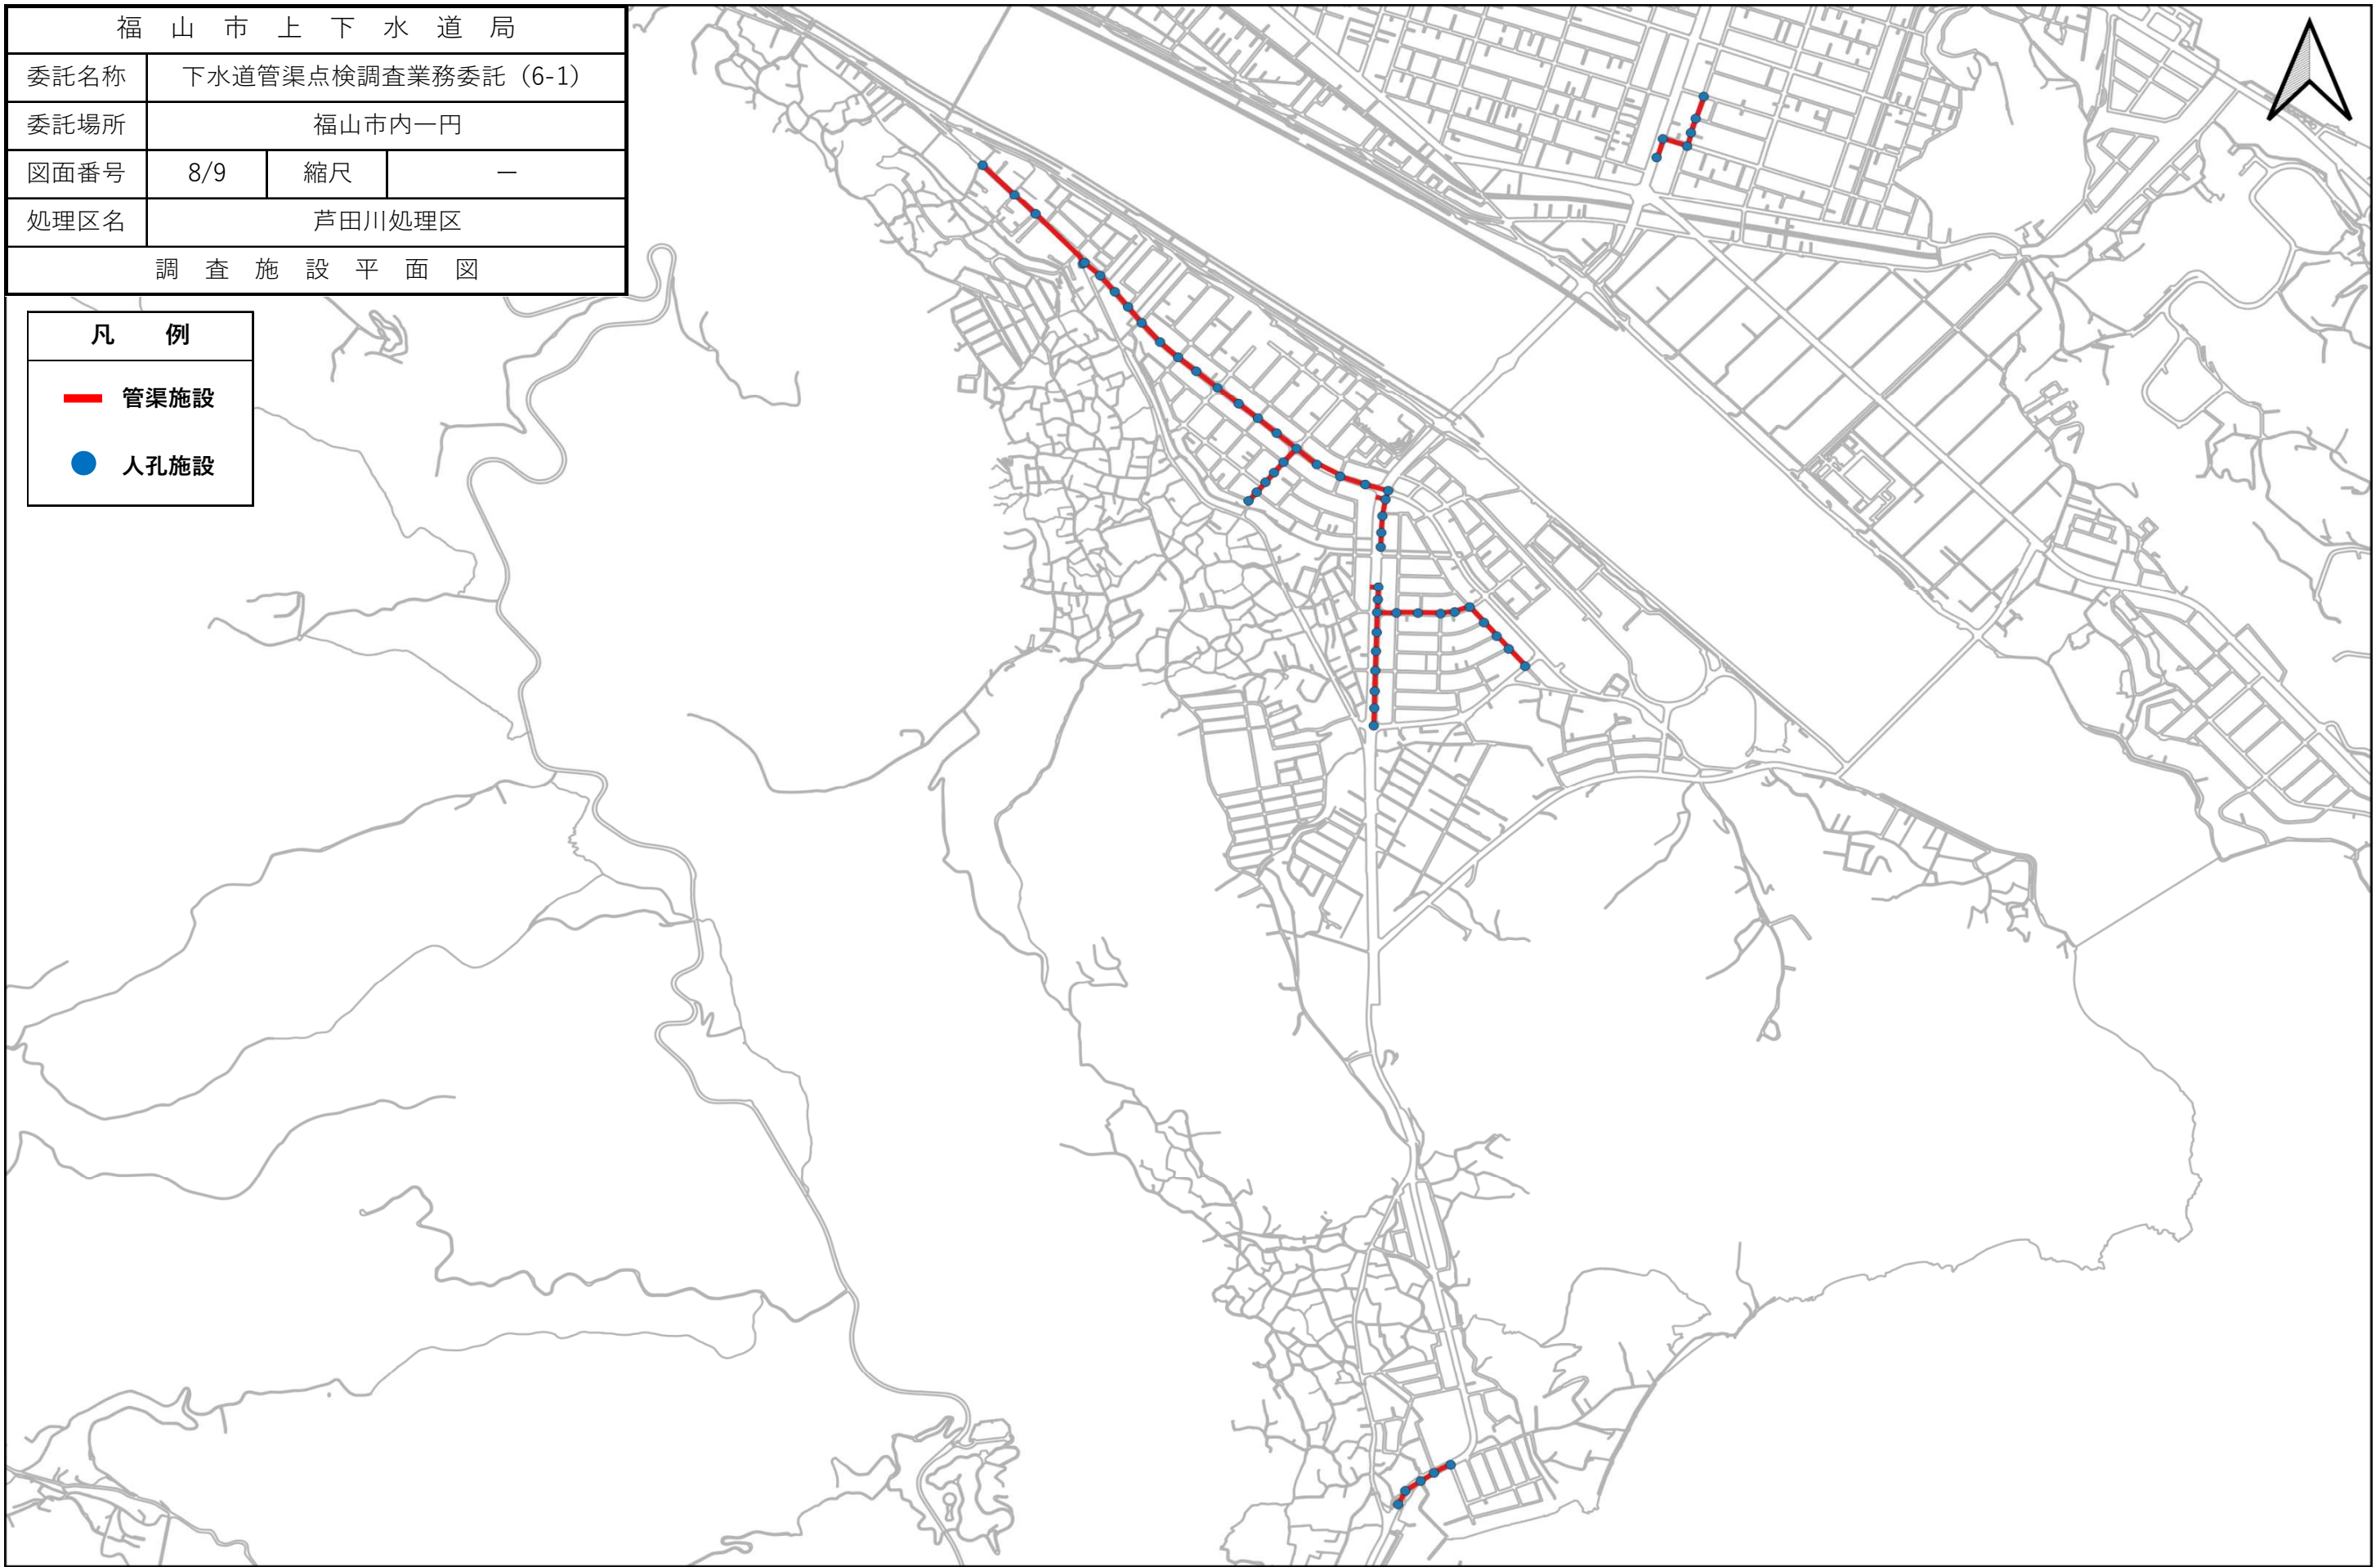 福山市上下水道局
委託名称 下水道管渠点検調査業務委託（6-1）
委託場所 福山市内一円
図面番号 8/9 縮尺 －
処理区名 芦田川処理区
調査施設平面図
凡例
管渠施設
人孔施設